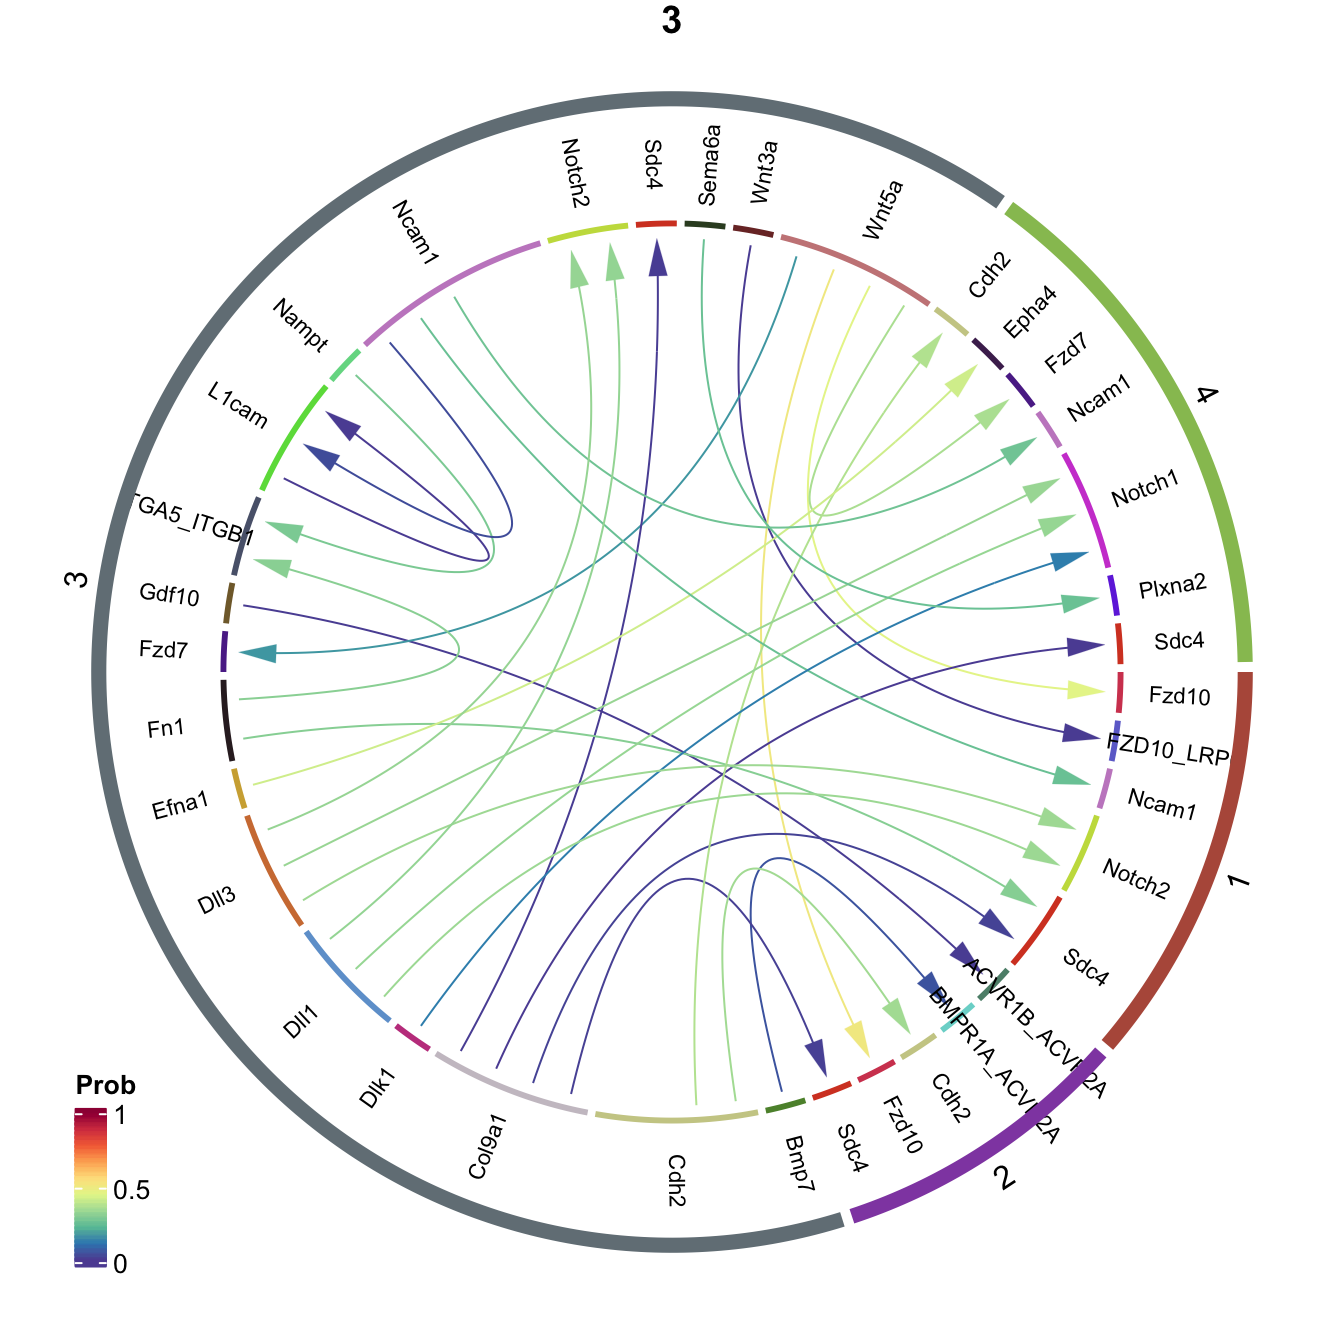 3
Notch2
Sdc4
Sema6a
Wnt3a
Wnt5a
Cdh2
Epha4
Fzd7
Ncam1
Notch1
Plxna2
Sdc4
4
Fzd10
FZD10_LRP
Ncam1
Notch2
Sdc4
ACVR1B_ACVR2A
1
BMPR1A_ACVR2A
Cdh2
Fzd10
Sdc4
2
Bmp7
Cdh2
Col9a1
Dlk1
Dll1
Dll3
Efna1
Fn1
Fzd7
Gdf10
TGA5_ITGB1
L1cam
Nampt
Ncam1
3
Prob
1
0.5
0